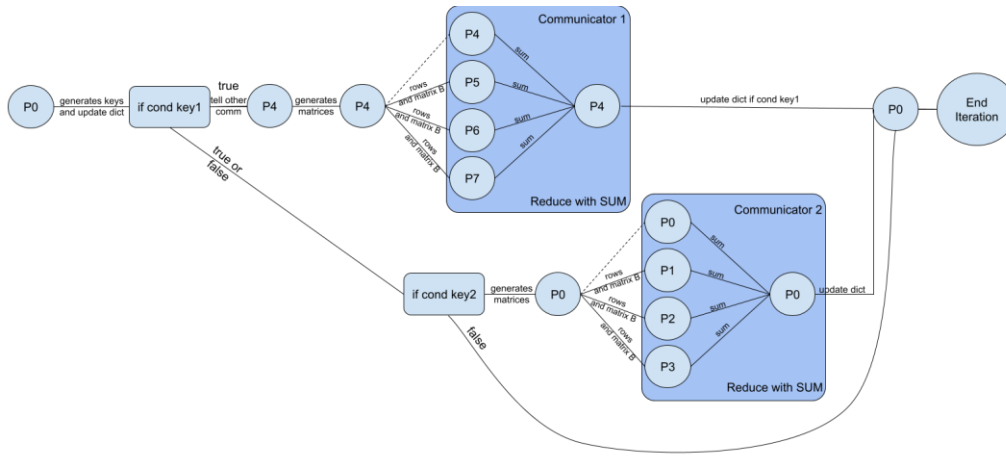 Communicator 1
P4
sum
P5
sum
P6
sum
P7
sum
P4
rows
and matrix B
rows
and matrix B
rows
and matrix B
Reduce with SUM
P0
generates keys
and update dict
if cond key1
true
tell other
comm
P4
generates
matrices
P4
update dict if cond key1
P0
End
Iteration
true or
false
Communicator 2
P0
sum
P1
sum
P2
sum
P3
sum
P0
rows
and matrix B
rows
and matrix B
rows
and matrix B
Reduce with SUM
if cond key2
generates
matrices
P0
update dict
false